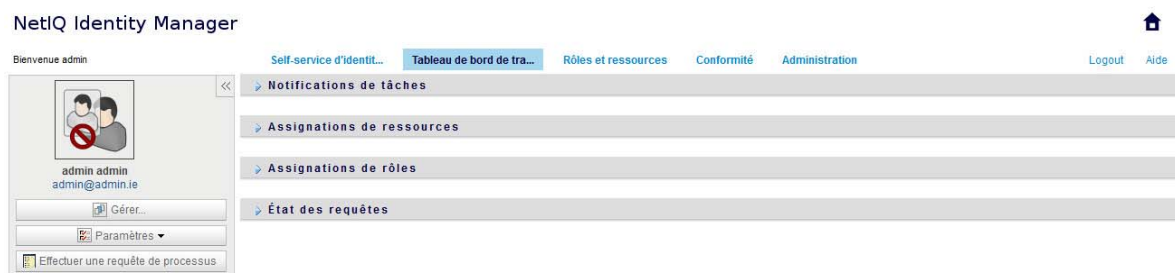 NetIQ Identity Manager
Bienvenue admin
Self-service d'identit... Tableau de bord de tra... Rôles et ressources Conformité Administration Logout Aide
Notifications de tâches
Assignations de ressources
Assignations de rôles
État des requêtes
admin admin
admin@admin.ie
Gérer...
Paramètres
Effectuer une requête de processus